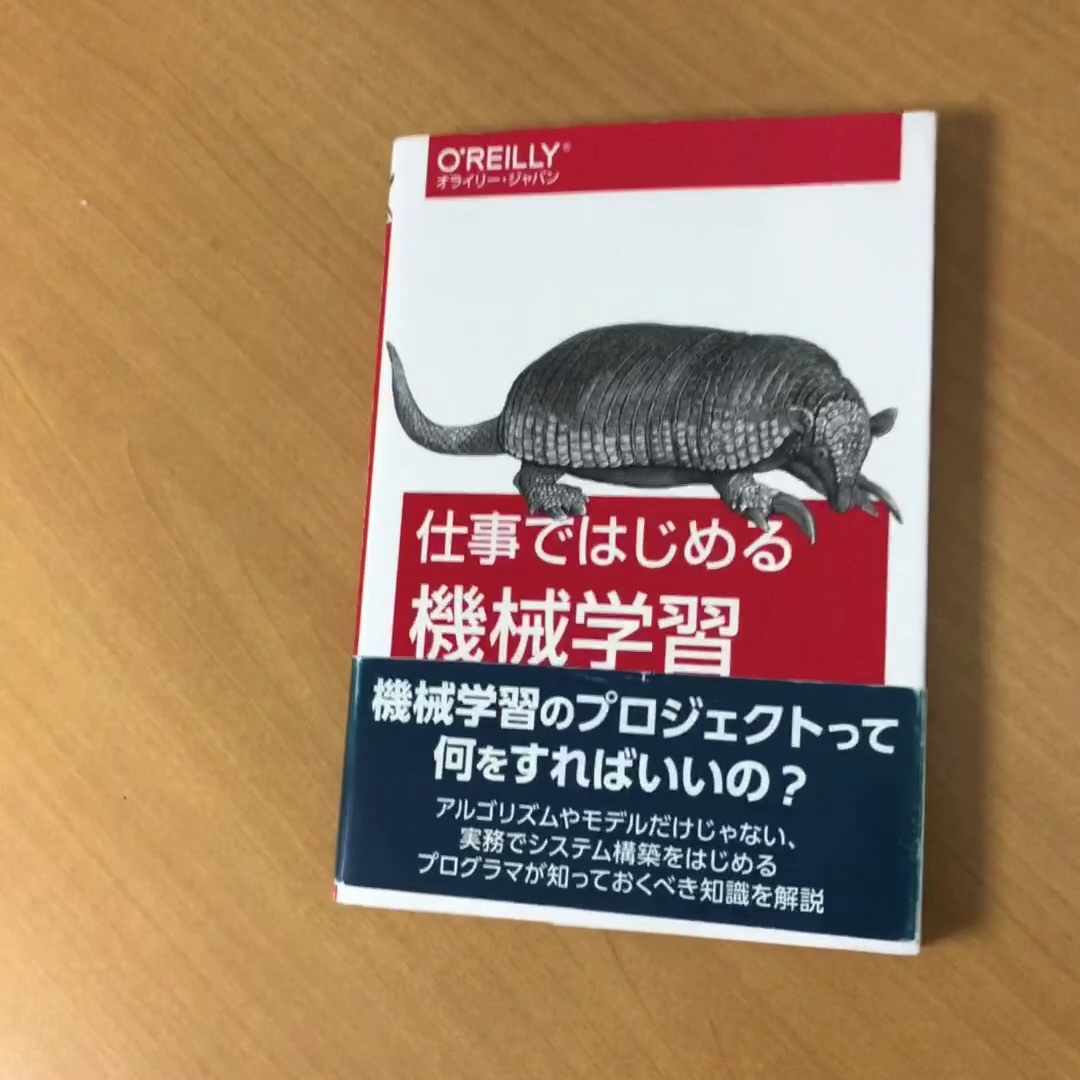 O'REILLY®
オライリー・ジャパン
仕事ではじめる
機械学習
機械学習のプロジェクトって
何をすればいいの?
アルゴリズムやモデルだけじゃない、
実務でシステム構築をはじめる
プログラマが知っておくべき知識を解説